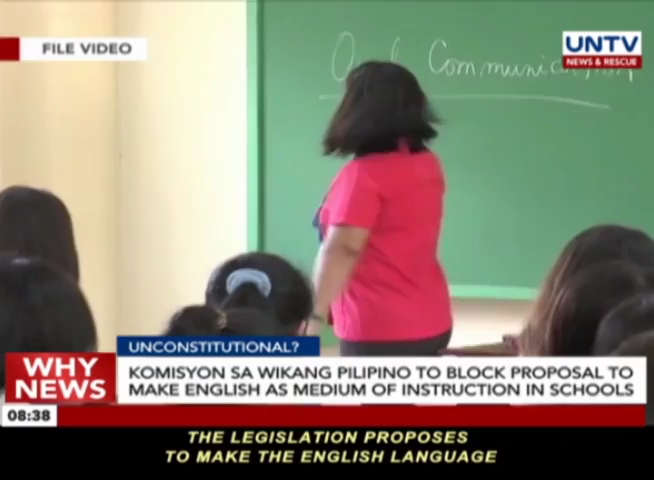 FILE VIDEO
UNTV
NEWS & RESCUE
Communication
UNCONSTITUTIONAL?
WHY
NEWS
KOMISYON SA WIKANG PILIPINO TO BLOCK PROPOSAL TO
MAKE ENGLISH AS MEDIUM OF INSTRUCTION IN SCHOOLS
08:38
THE LEGISLATION PROPOSES
TO MAKE THE ENGLISH LANGUAGE